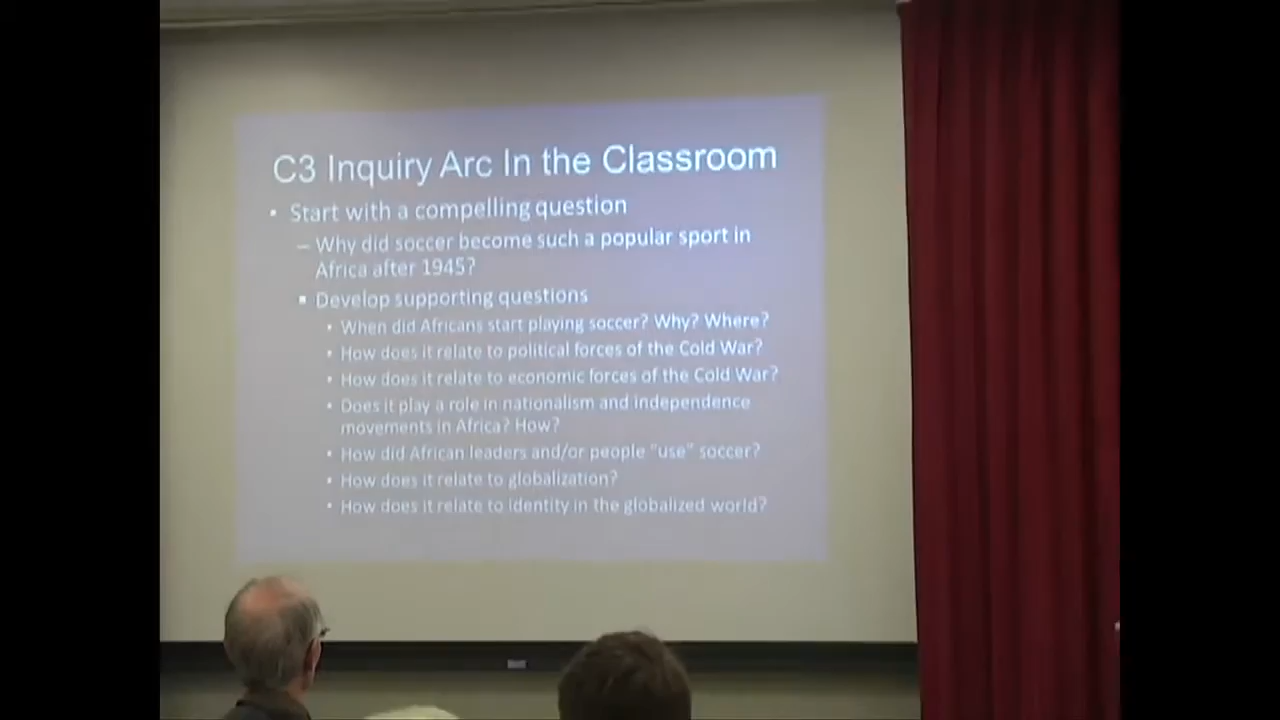 C3 Inquiry Arc In the Classroom
• Start with a compelling question
– Why did soccer become such a popular sport in
Africa after 1945?
▪ Develop supporting questions
• When did Africans start playing soccer? Why? Where?
• How does it relate to political forces of the Cold War?
• How does it relate to economic forces of the Cold War?
• Does it play a role in nationalism and independence
movements in Africa? How?
• How did African leaders and/or people "use" soccer?
• How does it relate to globalization?
• How does it relate to identity in the globalized world?